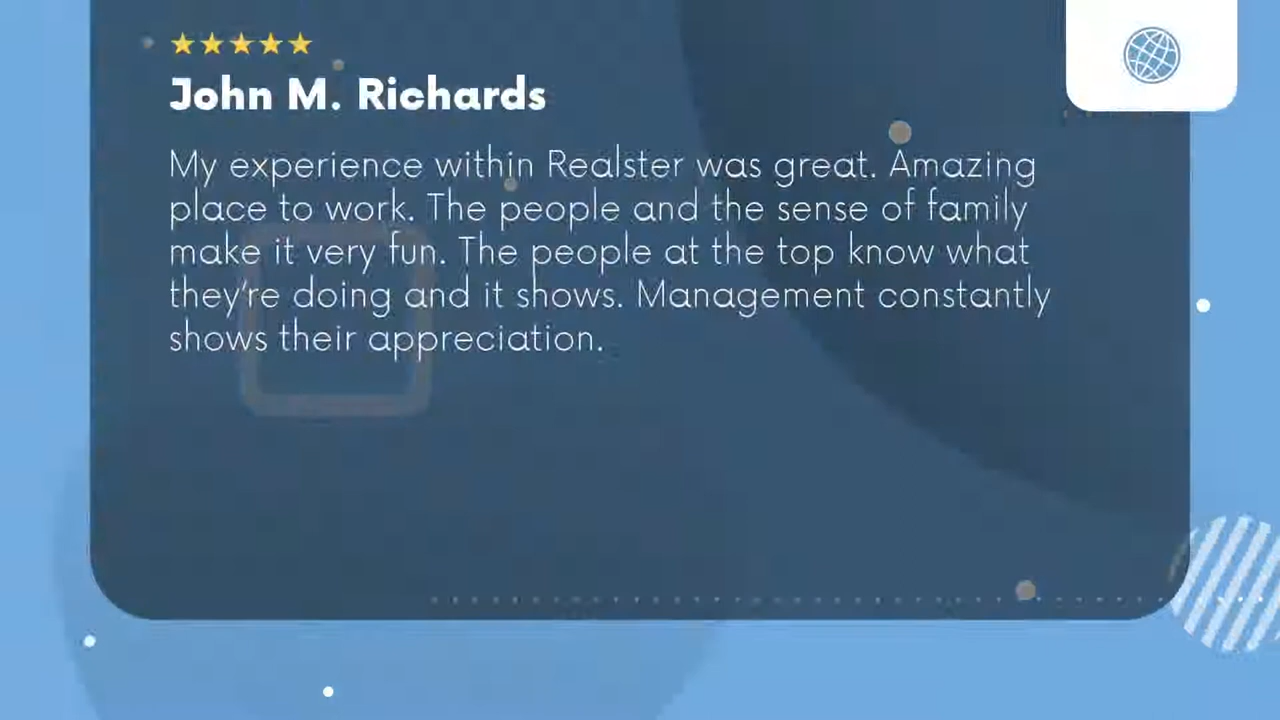 John M. Richards
My experience within Realster was great. Amazing
place to work. The people and the sense of family
make it very fun. The people at the top know what
they're doing and it shows. Management constantly
shows their appreciation.